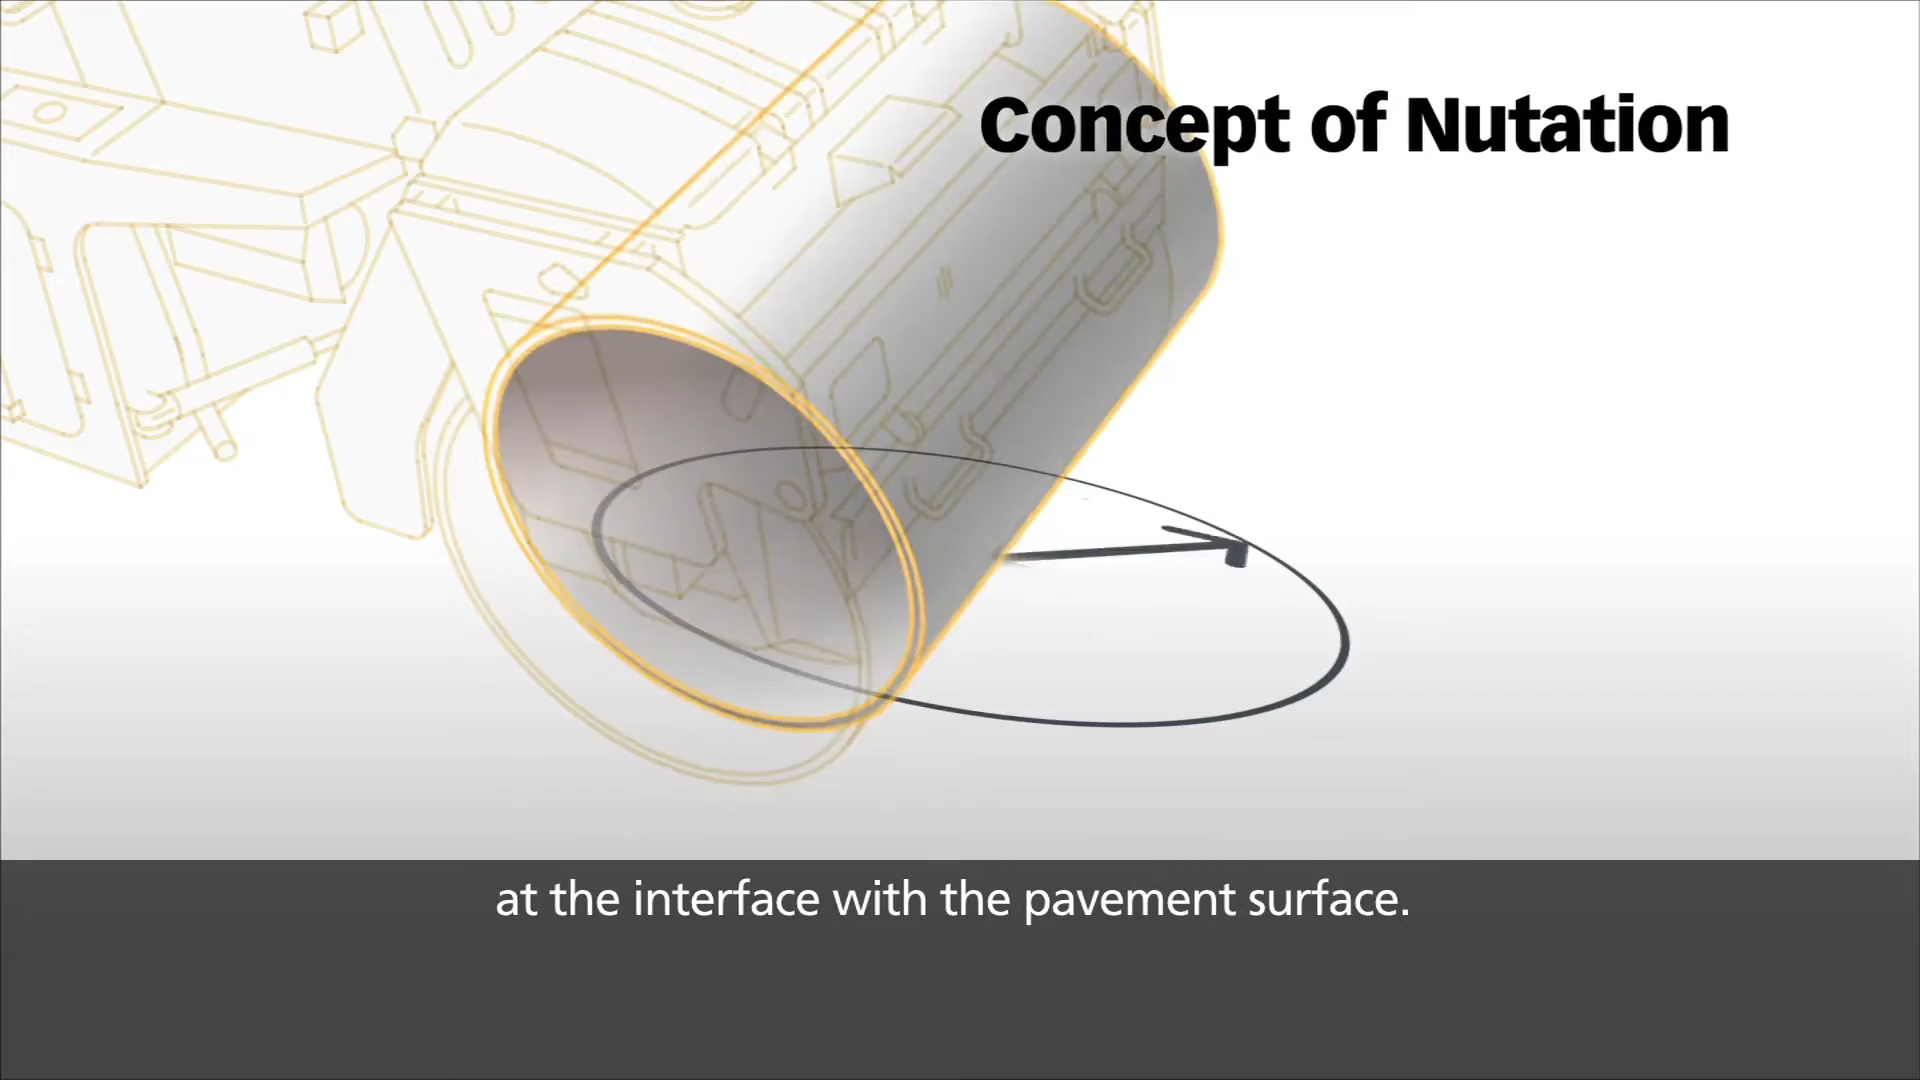 Concept of Nutation
at the interface with the pavement surface.